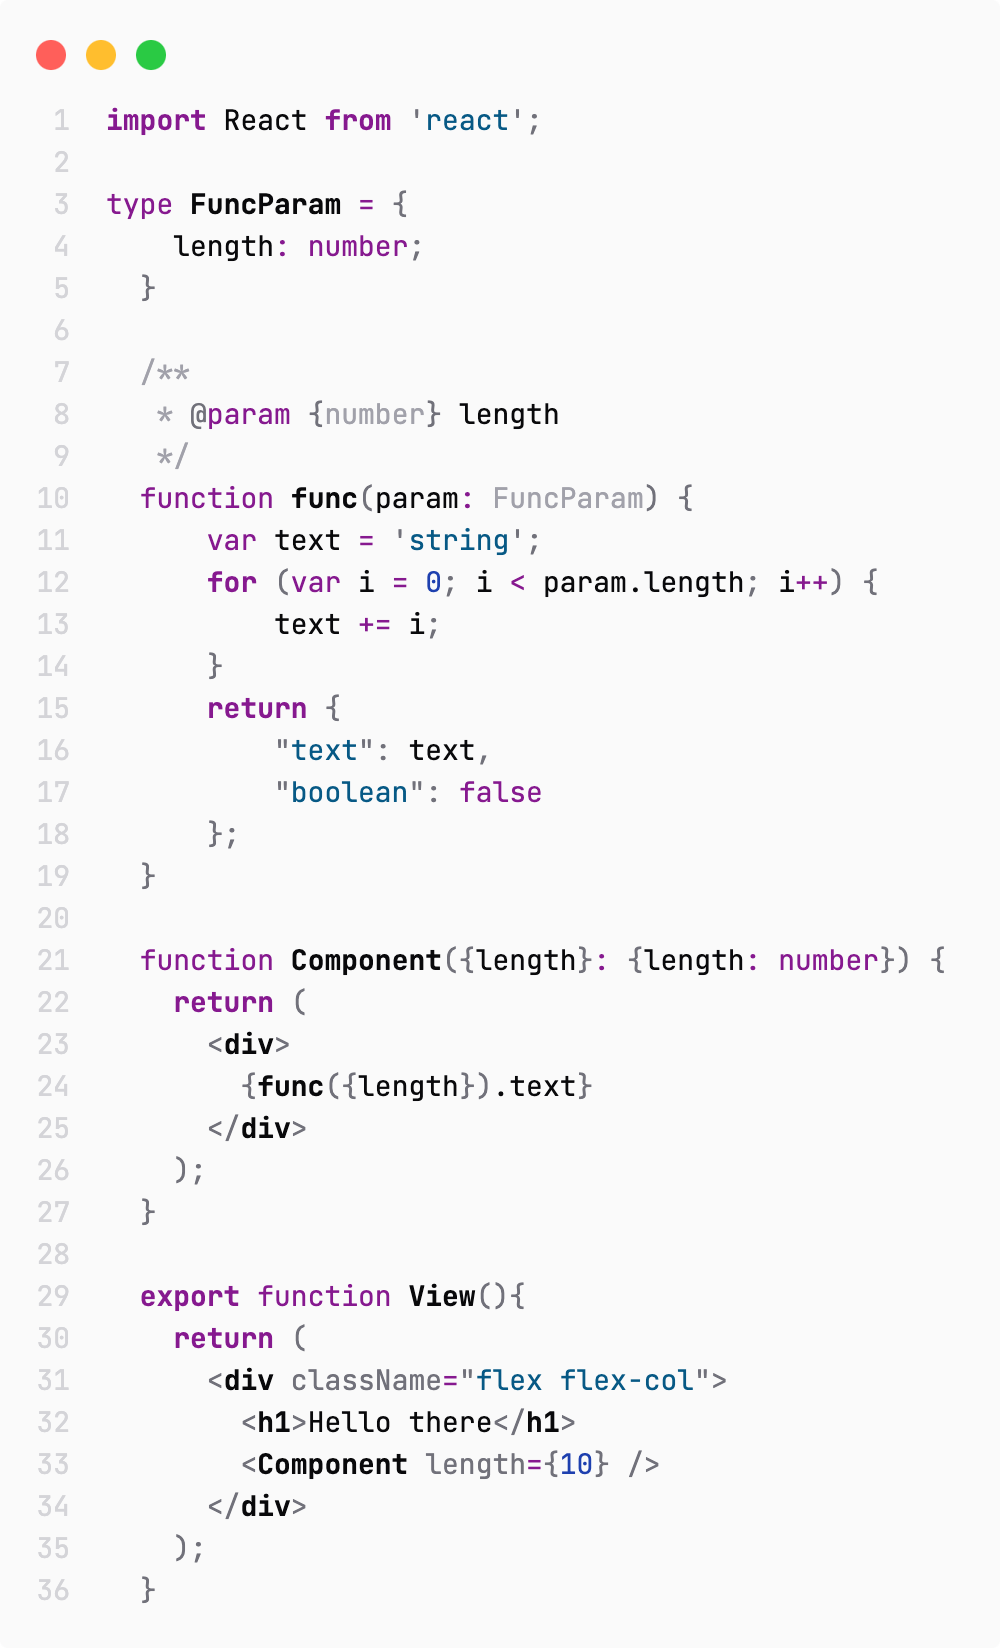 1 import React from 'react';
2
3 type FuncParam = {
4     length: number;
5   }
6
7   /**
8    * @param {number} length
9    */
10   function func(param: FuncParam) {
11       var text = 'string';
12       for (var i = 0; i < param.length; i++) {
13           text += i;
14       }
15       return {
16           "text": text,
17           "boolean": false
18       };
19   }
20
21   function Component({length}: {length: number}) {
22     return (
23       <div>
24         {func({length}).text}
25       </div>
26     );
27   }
28
29   export function View(){
30     return (
31       <div className="flex flex-col">
32         <h1>Hello there</h1>
33         <Component length={10} />
34       </div>
35     );
36   }